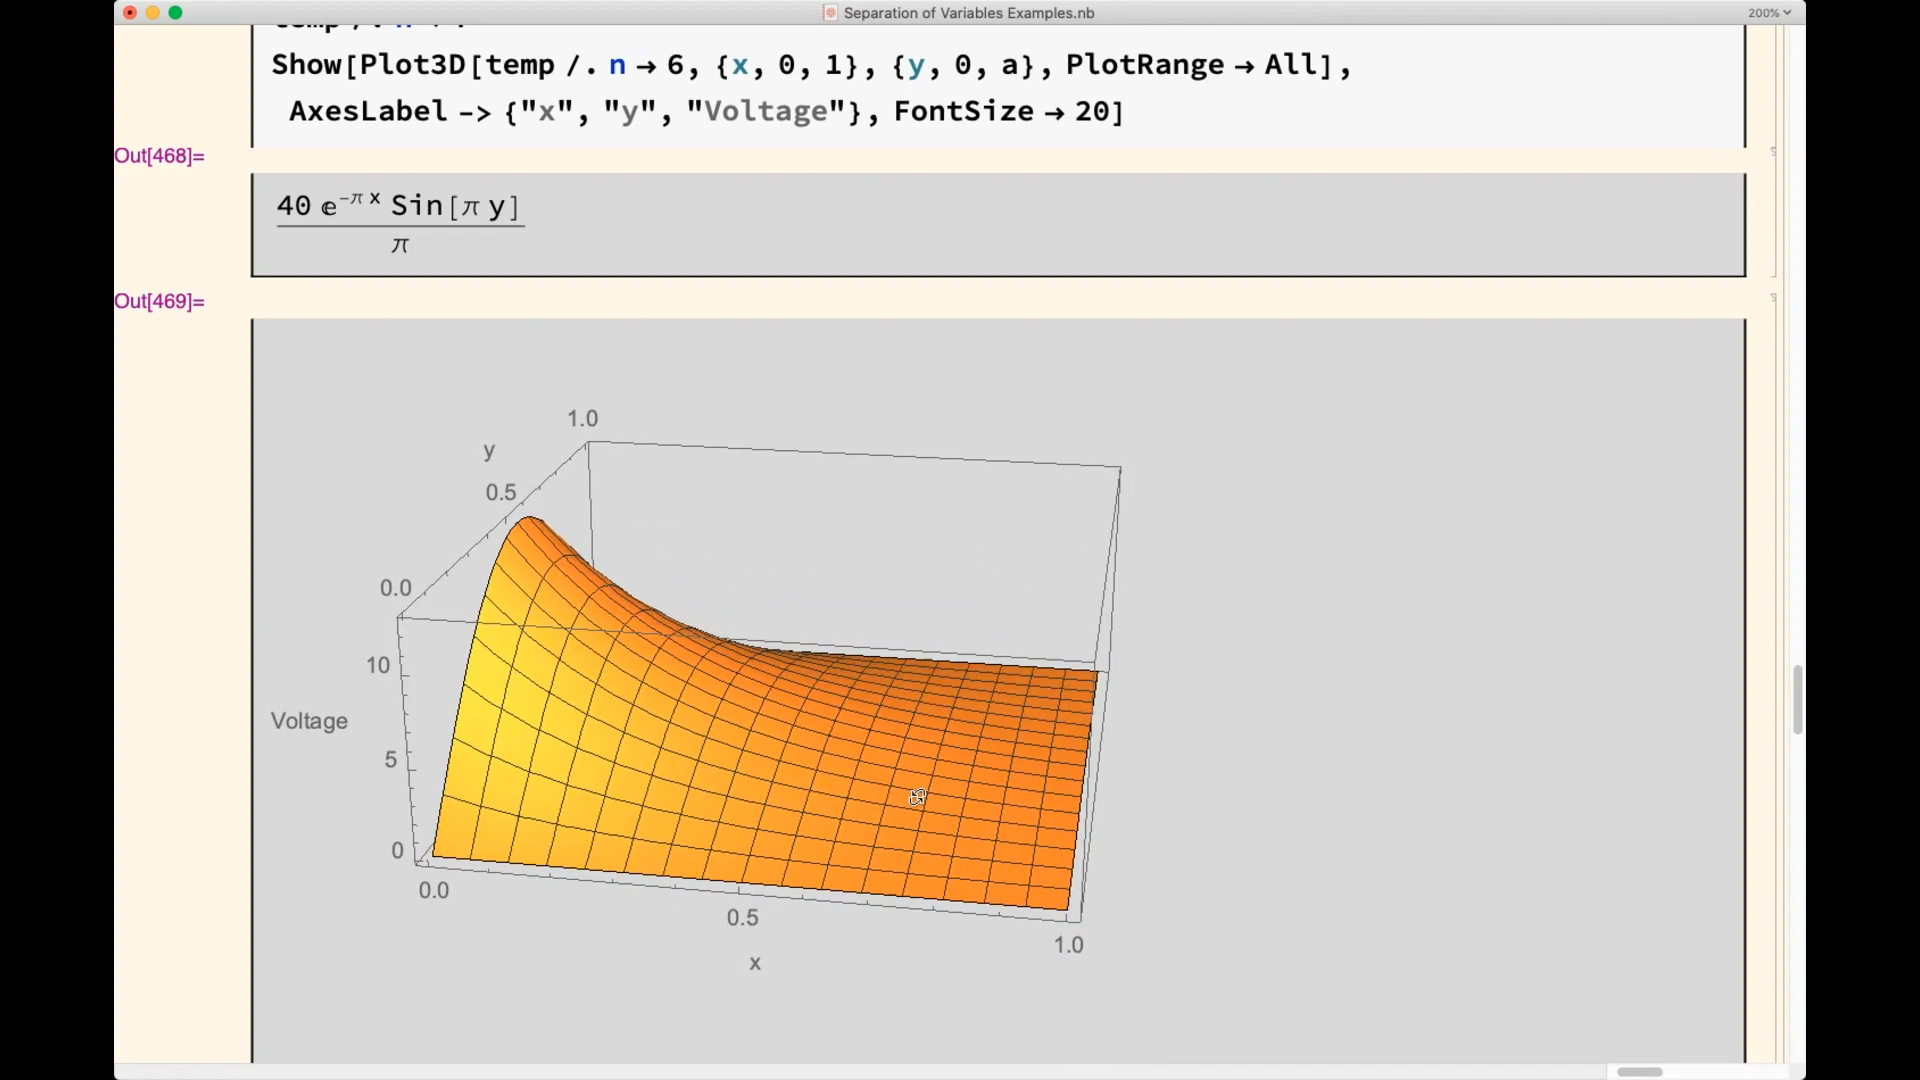 Separation of Variables Examples.nb
200%
Show[Plot3D[temp /. n → 6, {x, 0, 1}, {y, 0, a}, PlotRange → All],
AxesLabel -> {"x", "y", "Voltage"}, FontSize → 20]
Out[468]=
40 e^-π x Sin[π y]
π
Out[469]=
1.0
y
0.5
0.0
10
Voltage
5
0
0.0
0.5
1.0
x